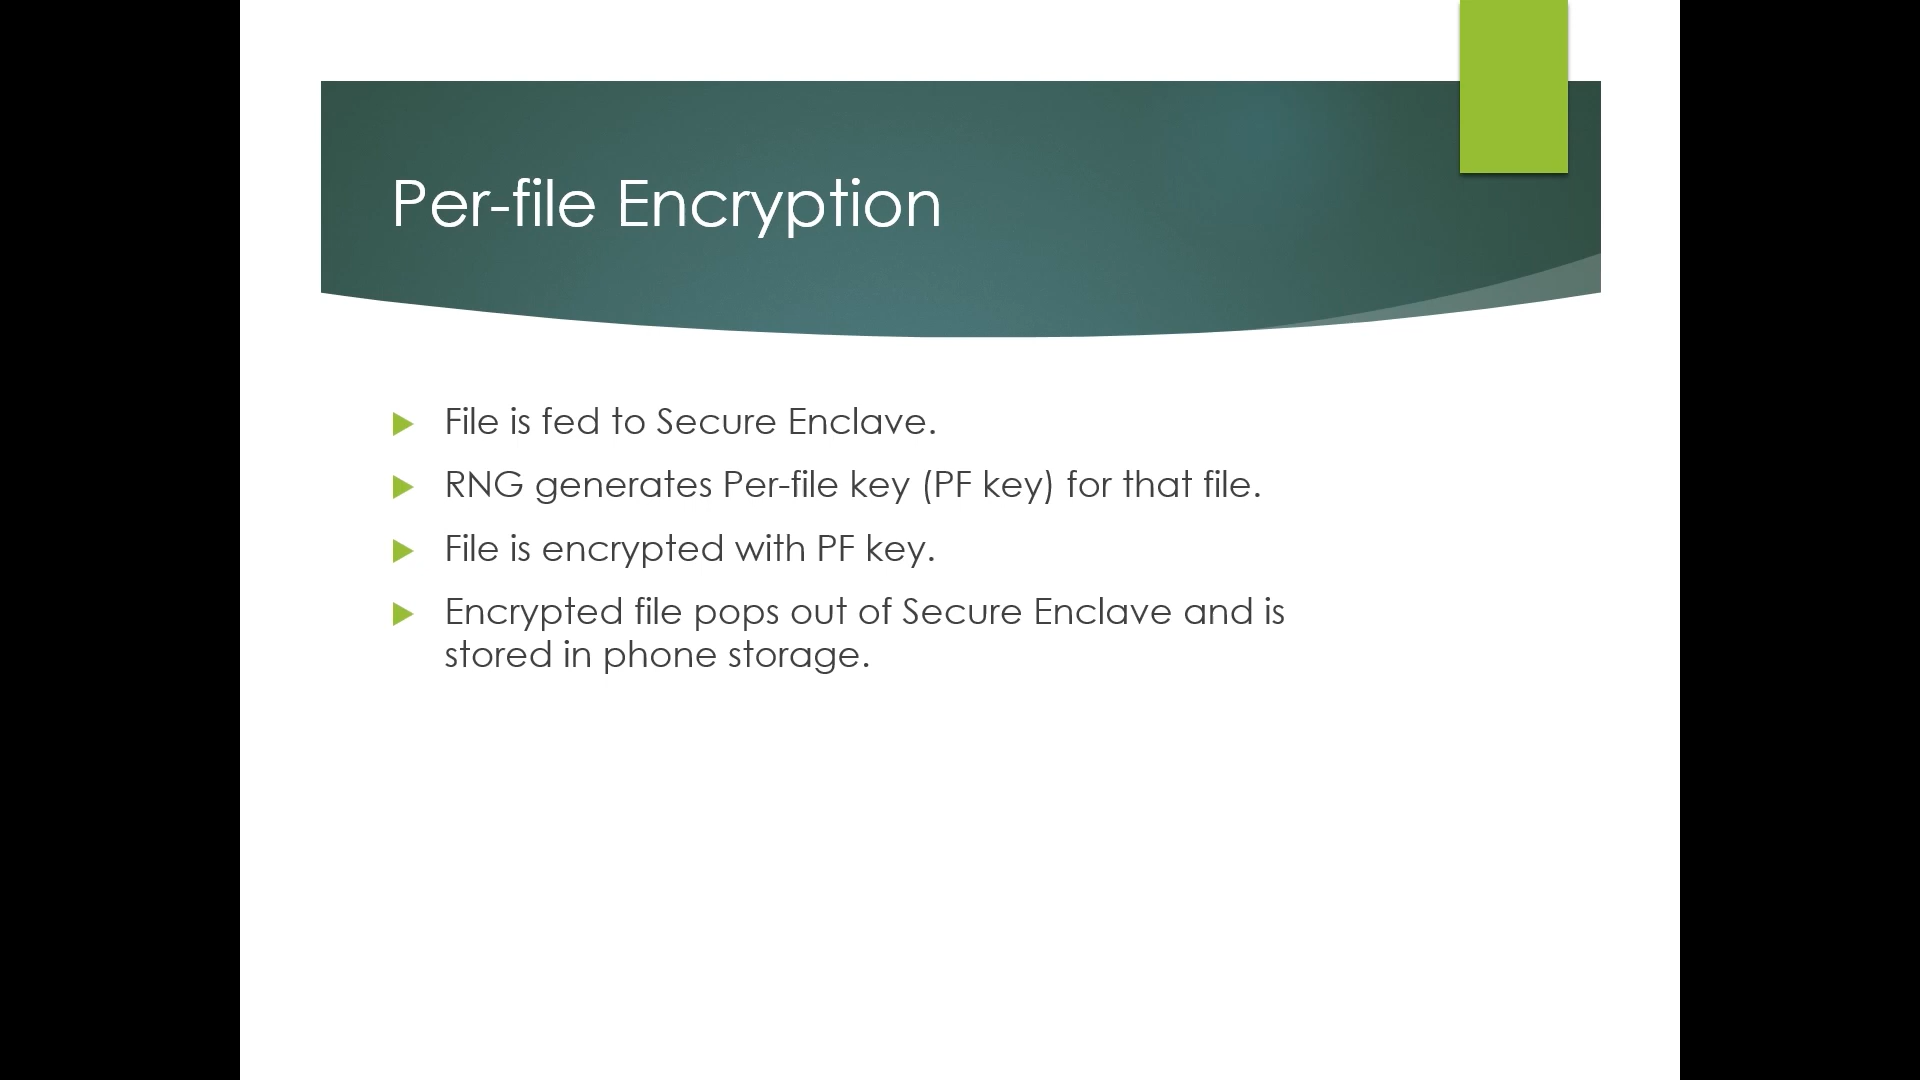 Per-file Encryption
File is fed to Secure Enclave.
RNG generates Per-file key (PF key) for that file.
File is encrypted with PF key.
Encrypted file pops out of Secure Enclave and is
stored in phone storage.